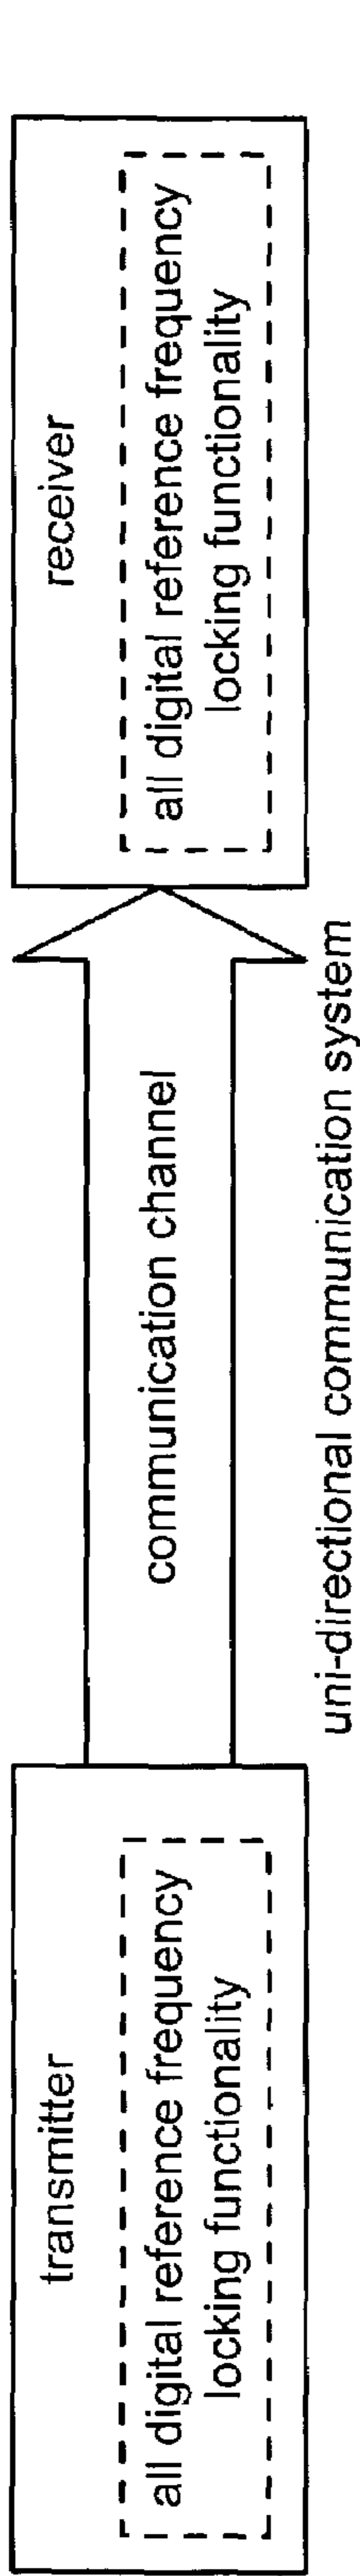 transmitter
all digital reference frequency
locking functionality
communication channel
receiver
all digital reference frequency
locking functionality
uni-directional communication system